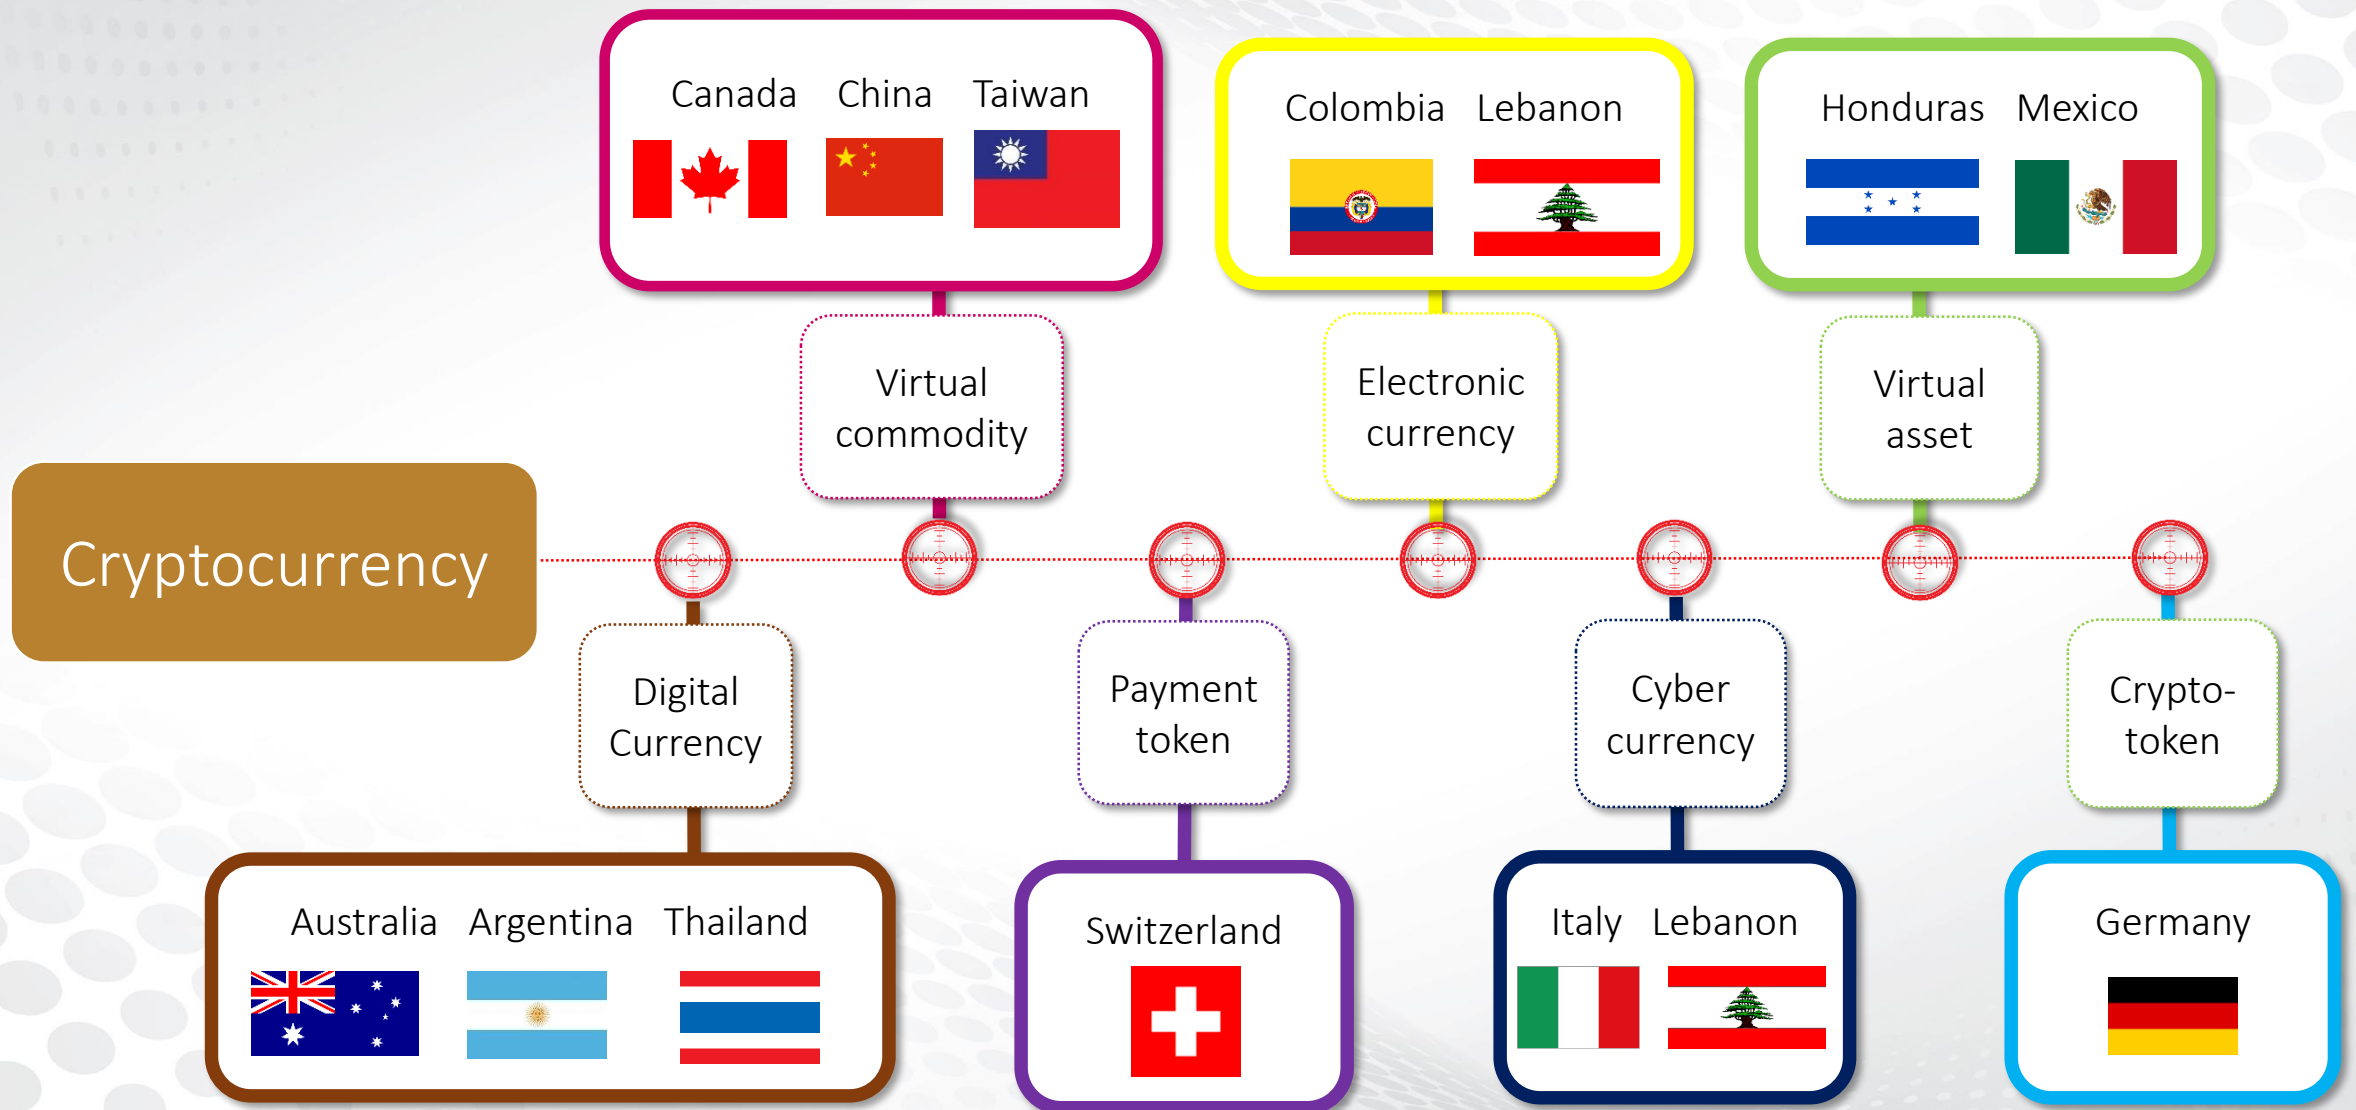 Canada China Taiwan
Colombia Lebanon
Honduras Mexico
Virtual
commodity
Electronic
currency
Virtual
asset
Cryptocurrency
Digital
Currency
Payment
token
Cyber
currency
Crypto-
token
Australia Argentina Thailand
Switzerland
Italy Lebanon
Germany